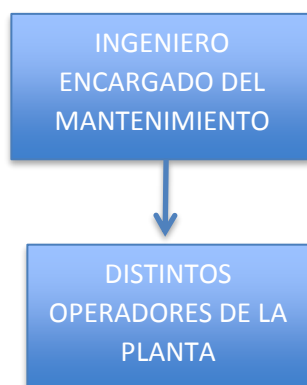 INGENIERO
ENCARGADO DEL
MANTENIMIENTO
DISTINTOS
OPERADORES DE LA
PLANTA